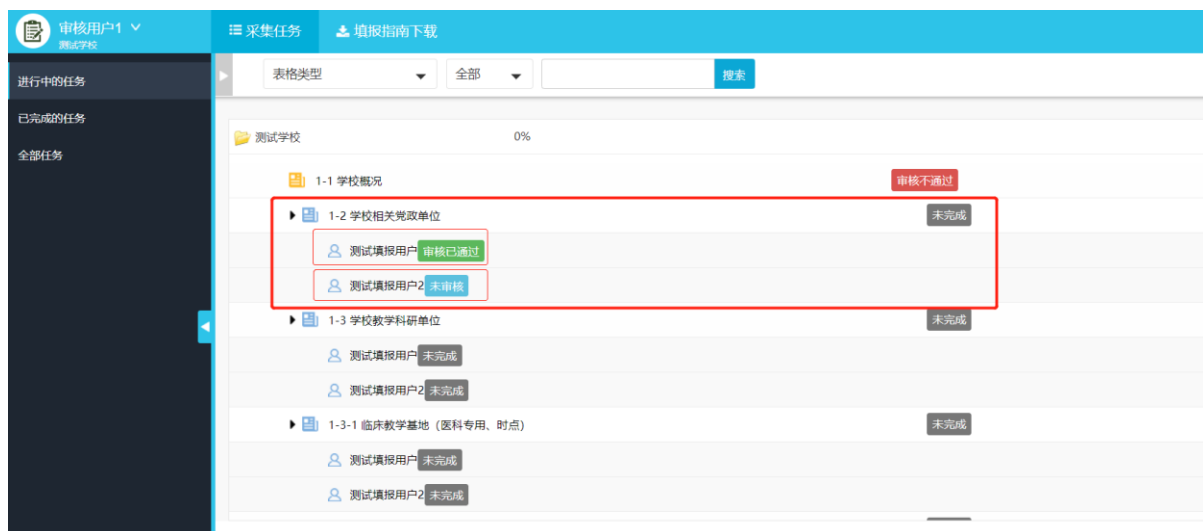 审核用户1
测试学校
采集任务
填报指南下载
进行中的任务
已完成的任务
全部任务
表格类型
全部
搜索
测试学校 0%
1-1 学校概况 审核不通过
1-2 学校相关党政单位 未完成
测试填报用户 审核已通过
测试填报用户2 未审核
1-3 学校教学科研单位 未完成
测试填报用户 未完成
测试填报用户2 未完成
1-3-1 临床教学基地（医科专用、时点） 未完成
测试填报用户 未完成
测试填报用户2 未完成